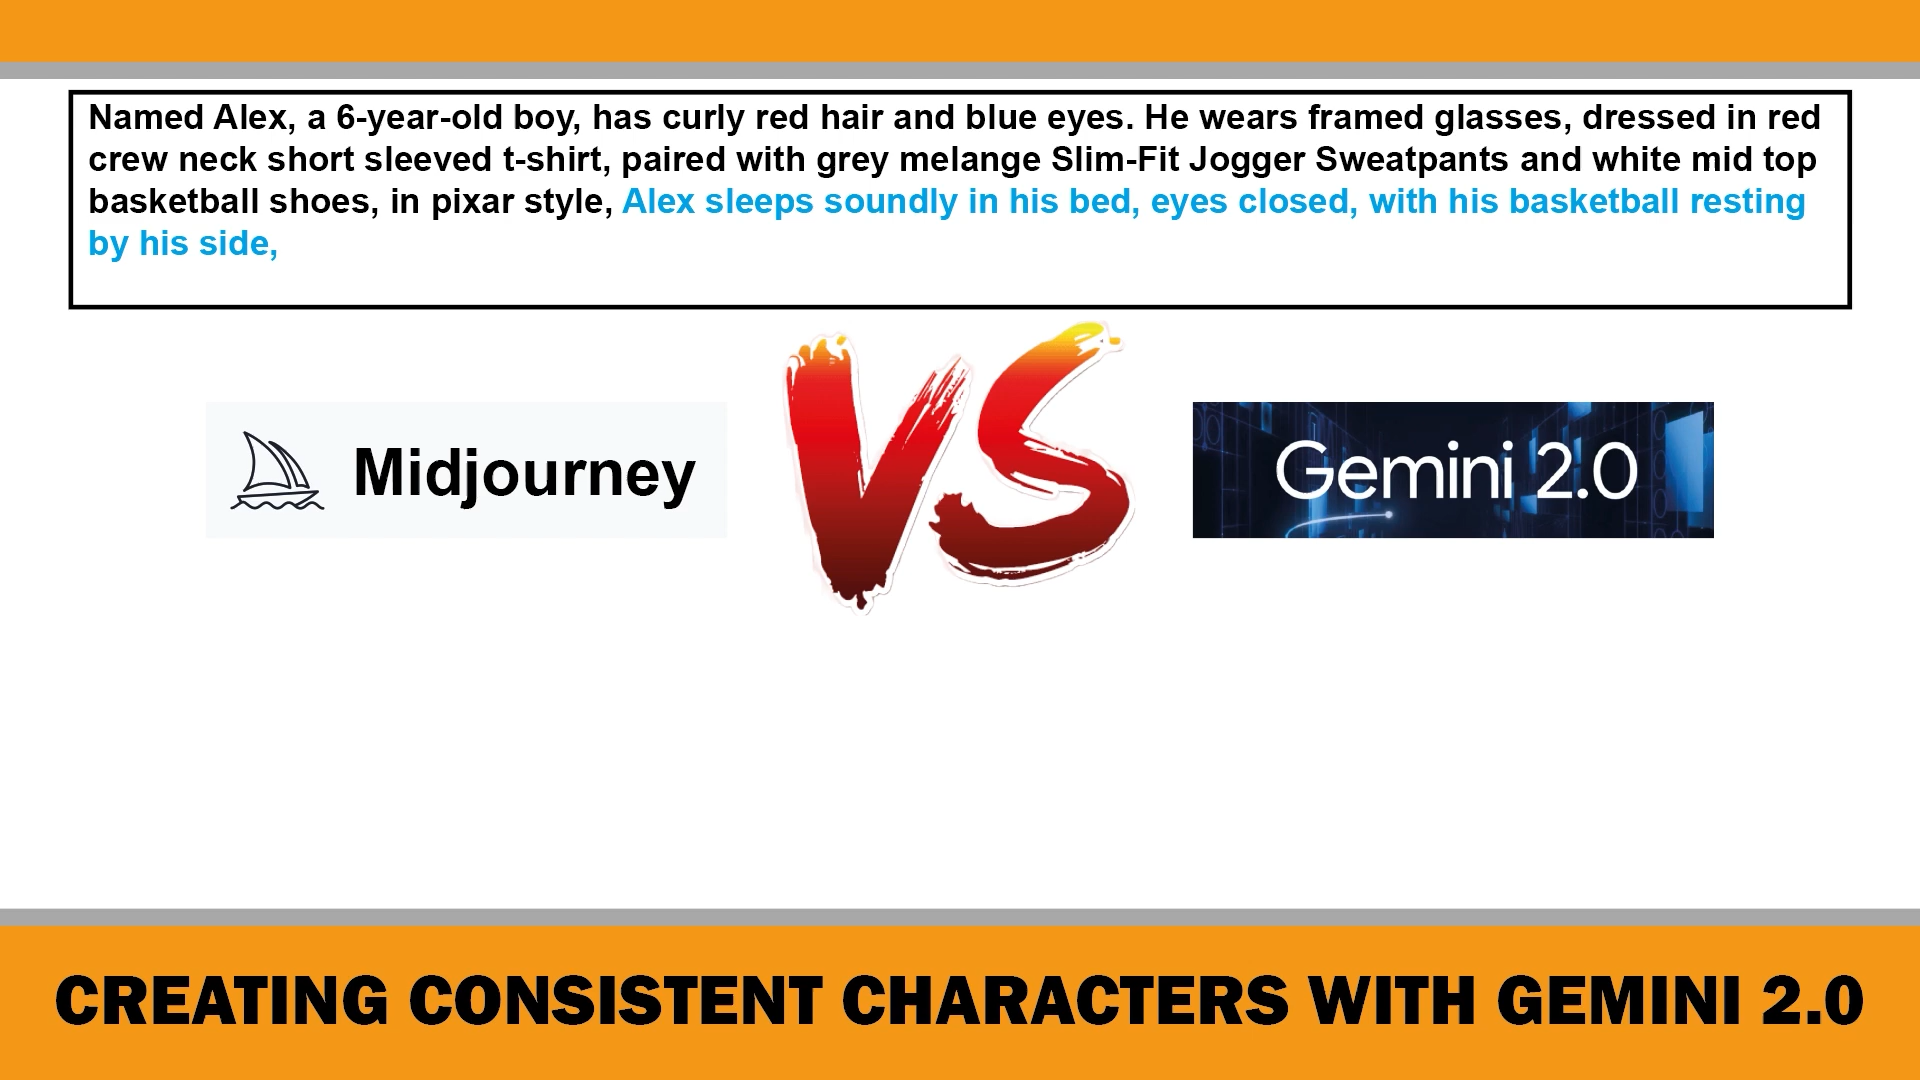 Named Alex, a 6-year-old boy, has curly red hair and blue eyes. He wears framed glasses, dressed in red
crew neck short sleeved t-shirt, paired with grey melange Slim-Fit Jogger Sweatpants and white mid top
basketball shoes, in pixar style, Alex sleeps soundly in his bed, eyes closed, with his basketball resting
by his side,
VS
Midjourney
Gemini 2.0
CREATING CONSISTENT CHARACTERS WITH GEMINI 2.0